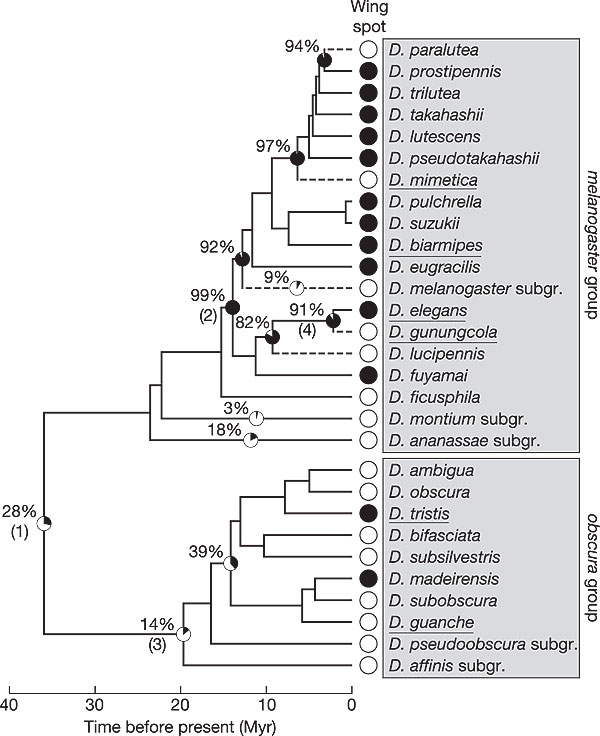 Wing
spot
94%
D. paralutea
D. prostipennis
D. trilutea
D. takahashii
D. lutescens
97%
D. pseudotakahashii
D. mimetica
D. pulchrella
D. suzukii
92%
D. biarmipes
D. eugracilis
9%
D. melanogaster subgr.
99%
(2)
91%
(4)
D. elegans
82%
D. gunungcola
D. lucipennis
D. fuyamai
D. ficusphila
3%
D. montium subgr.
18%
D. ananassae subgr.
melanogaster group
D. ambigua
D. obscura
28%
(1)
D. tristis
D. bifasciata
39%
D. subsilvestris
D. madeirensis
D. subobscura
14%
(3)
D. guanche
D. pseudoobscura subgr.
D. affinis subgr.
obscura group
40 30 20 10 0
Time before present (Myr)